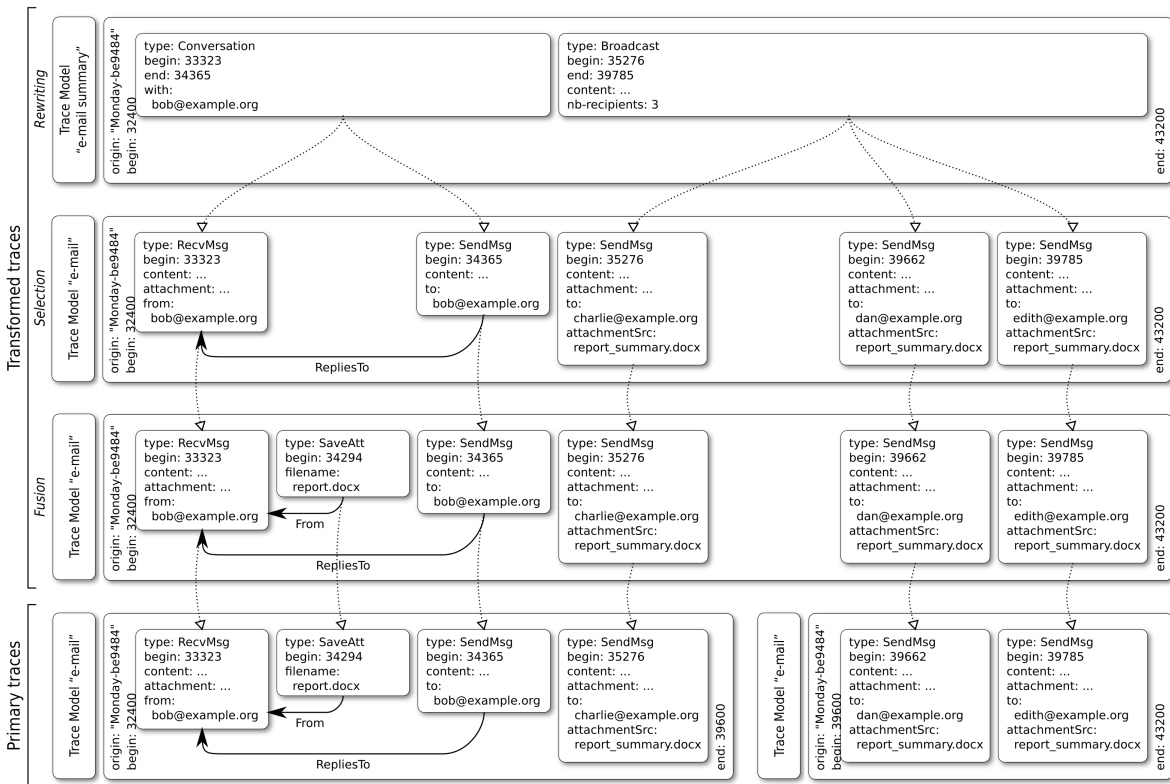 Transformed traces
Rewriting
Trace Model
“e-mail summary”
origin: "Monday-be9484"
begin: 32400
type: Conversation
begin: 33323
end: 34365
with:
bob@example.org
type: Broadcast
begin: 35276
end: 39785
content: ...
nb-recipients: 3
end: 43200
Selection
Trace Model “e-mail”
origin: "Monday-be9484"
begin: 32400
type: RecvMsg
begin: 33323
content: ...
attachment: ...
from:
bob@example.org
type: SendMsg
begin: 34365
content: ...
to:
bob@example.org
RepliesTo
type: SendMsg
begin: 35276
content: ...
attachment: ...
to:
charlie@example.org
attachmentSrc:
report_summary.docx
type: SendMsg
begin: 39662
content: ...
attachment: ...
to:
dan@example.org
attachmentSrc:
report_summary.docx
type: SendMsg
begin: 39785
content: ...
attachment: ...
to:
edith@example.org
attachmentSrc:
report_summary.docx
end: 43200
Fusion
Trace Model “e-mail”
origin: "Monday-be9484"
begin: 32400
type: RecvMsg
begin: 33323
content: ...
attachment: ...
from:
bob@example.org
type: SaveAtt
begin: 34294
filename:
report.docx
From
type: SendMsg
begin: 34365
content: ...
to:
bob@example.org
RepliesTo
type: SendMsg
begin: 35276
content: ...
attachment: ...
to:
charlie@example.org
attachmentSrc:
report_summary.docx
type: SendMsg
begin: 39662
content: ...
attachment: ...
to:
dan@example.org
attachmentSrc:
report_summary.docx
type: SendMsg
begin: 39785
content: ...
attachment: ...
to:
edith@example.org
attachmentSrc:
report_summary.docx
end: 43200
Primary traces
Trace Model “e-mail”
origin: "Monday-be9484"
begin: 32400
type: RecvMsg
begin: 33323
content: ...
attachment: ...
from:
bob@example.org
type: SaveAtt
begin: 34294
filename:
report.docx
From
type: SendMsg
begin: 34365
content: ...
to:
bob@example.org
RepliesTo
type: SendMsg
begin: 35276
content: ...
attachment: ...
to:
charlie@example.org
attachmentSrc:
report_summary.docx
end: 39600
Trace Model “e-mail”
origin: "Monday-be9484"
begin: 39600
type: SendMsg
begin: 39662
content: ...
attachment: ...
to:
dan@example.org
attachmentSrc:
report_summary.docx
type: SendMsg
begin: 39785
content: ...
attachment: ...
to:
edith@example.org
attachmentSrc:
report_summary.docx
end: 43200